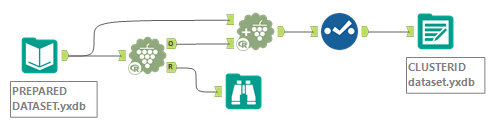 O
R
R
+
R
PREPARED
DATASET.yxdb
CLUSTERID
dataset.yxdb